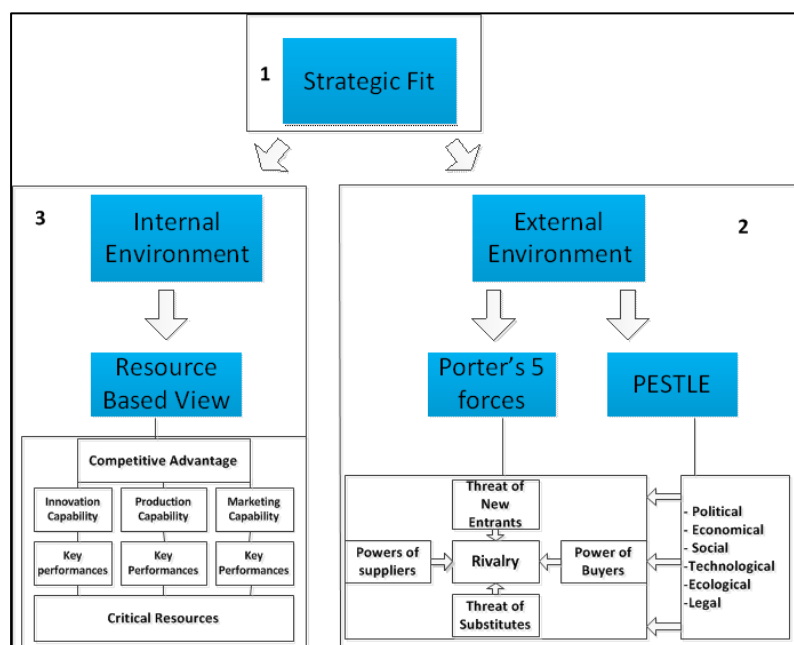 1
Strategic Fit
3
Internal
Environment
External
Environment
2
Resource
Based View
Porter's 5
forces
PESTLE
Competitive Advantage
Innovation
Capability
Production
Capability
Marketing
Capability
Key
performances
Key
Performances
Key
Performances
Critical Resources
Threat of
New
Entrants
Powers of
suppliers
Rivalry
Power of
Buyers
Threat of
Substitutes
- Political
- Economical
- Social
-Technological
-Ecological
-Legal